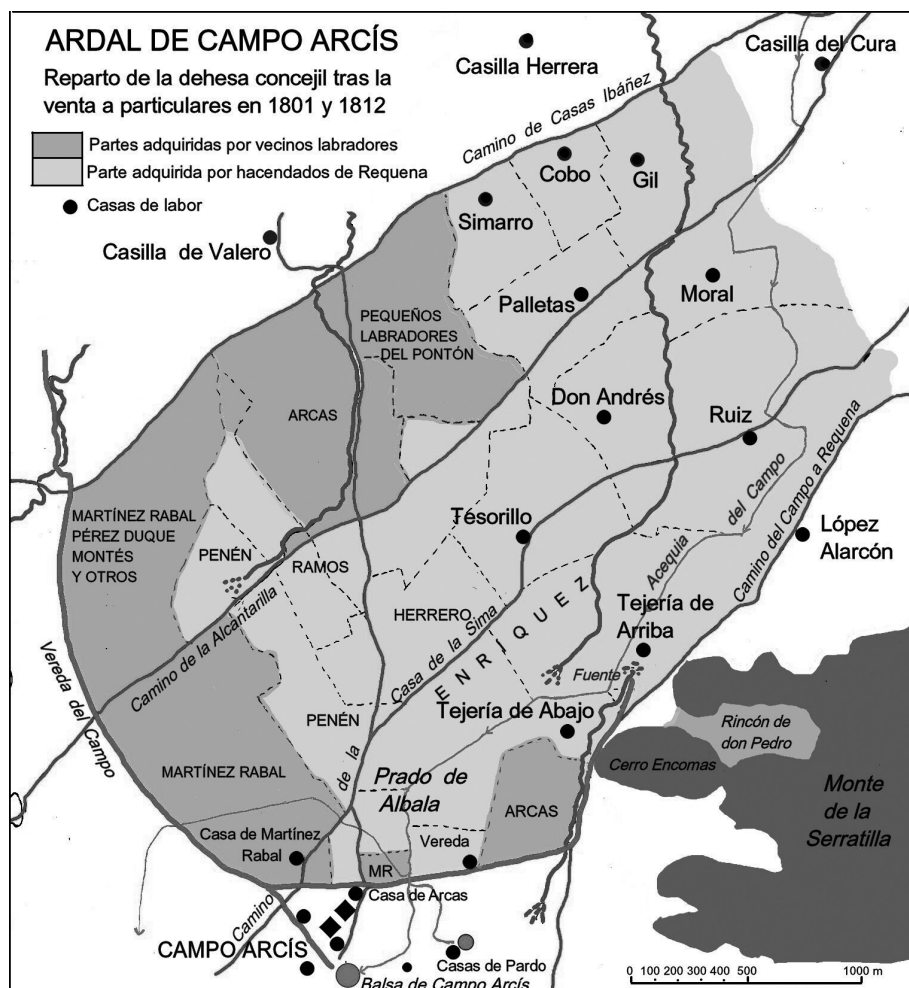 ARDAL DE CAMPO ARCÍS
Reparto de la dehesa concejil tras la
venta a particulares en 1801 y 1812
Partes adquiridas por vecinos labradores
Parte adquirida por hacendados de Requena
Casas de labor
Casilla Herrera
Casilla del Cura
Camino de Casas Ibáñez
Cobo
Gil
Simarro
Casilla de Valero
Palletas
Moral
PEQUEÑOS
LABRADORES
DEL PONTÓN
Don Andrés
ARCAS
Ruiz
MARTÍNEZ RABAL
PÉREZ DUQUE
MONTÉS
Y OTROS
PENÉN
RAMOS
Tesorillo
Acequia del Campo
Camino del Campo a Requena
López
Alarcón
HERRERO
ENRIQUEZ
Tejería de
Arriba
Camino de la Alcantarilla
Camino de la Casa de la Sima
Vereda del Campo
Fuente
PENÉN
Tejería de Abajo
Rincón de
don Pedro
Cerro Encomas
MARTÍNEZ RABAL
Prado de
Albala
ARCAS
Monte
de la
Serratilla
Casa de Martínez
Rabal
Vereda
MR
Casa de Arcas
CAMPO ARCÍS
Casas de Pardo
Balsa de Campo Arcís
0 100 200 300 400 500 1000 m